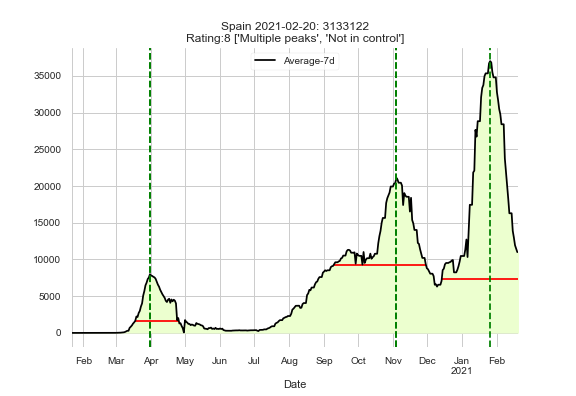 Spain 2021-02-20: 3133122
Rating:8 ['Multiple peaks', 'Not in control']
Average-7d
35000
30000
25000
20000
15000
10000
5000
0
Feb Mar Apr May Jun Jul Aug Sep Oct Nov Dec Jan Feb
2021
Date